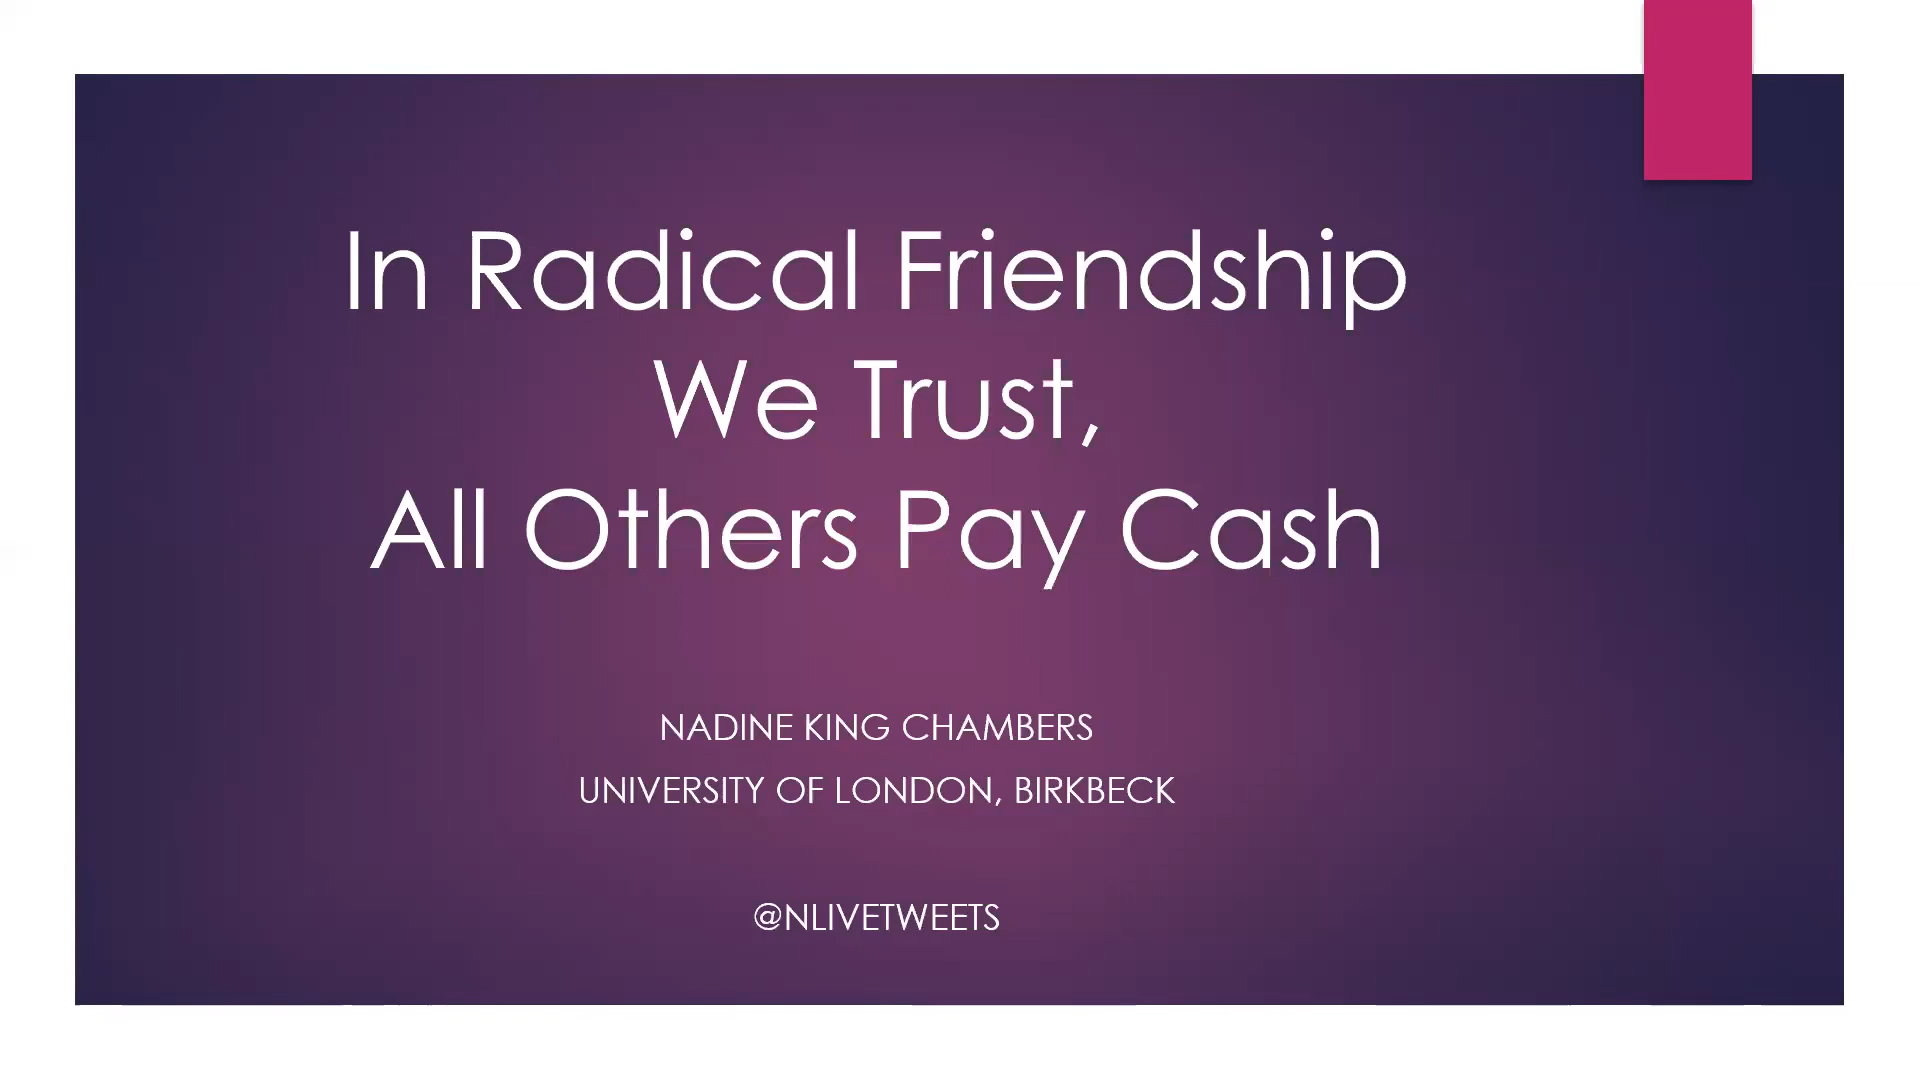 In Radical Friendship
We Trust,
All Others Pay Cash
NADINE KING CHAMBERS
UNIVERSITY OF LONDON, BIRKBECK
@NLIVETWEETS